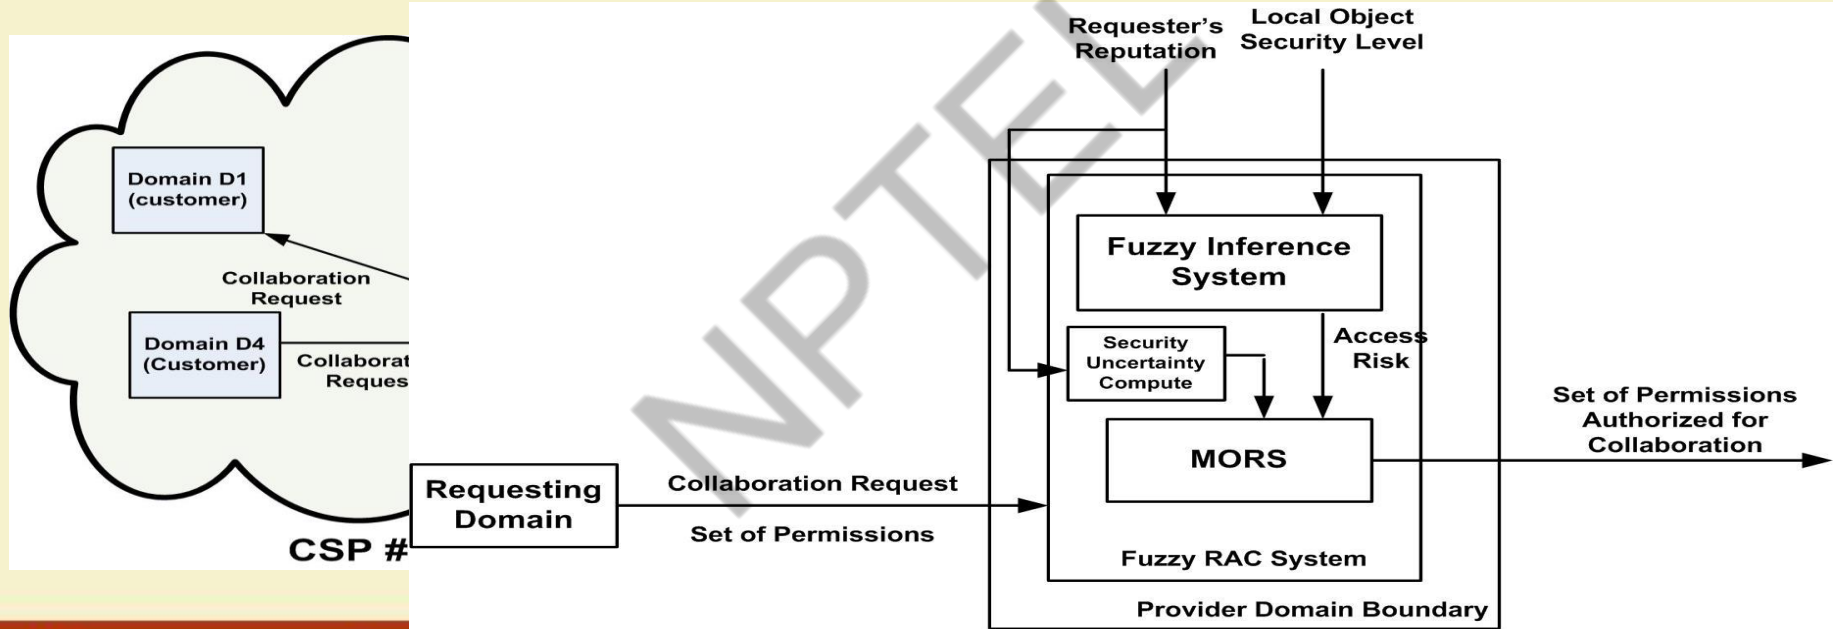 Domain D1
(customer)
Collaboration
Request
Domain D4
(Customer)
Collaborat
Reques
CSP #
Requester's
Reputation
Local Object
Security Level
Fuzzy Inference
System
Security
Uncertainty
Compute
Access
Risk
MORS
Set of Permissions
Authorized for
Collaboration
Requesting
Domain
Collaboration Request
Set of Permissions
Fuzzy RAC System
Provider Domain Boundary
NPTEL